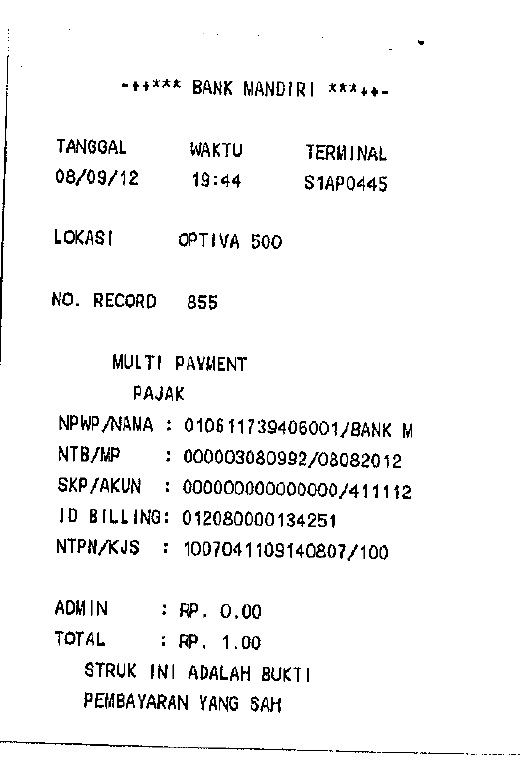 -++*** BANK MANDIRI ***++-
TANGGAL WAKTU TERMINAL
08/09/12 19:44 S1AP0445
LOKASI OPTIVA 500
NO. RECORD 855
MULTI PAYMENT
PAJAK
NPWP/NAMA : 010611739406001/BANK M
NTB/MP : 000003080992/08082012
SKP/AKUN : 000000000000000/411112
ID BILLING: 012080000134251
NTPN/KJS : 1007041109140807/100
ADMIN : RP. 0.00
TOTAL : RP. 1.00
STRUK INI ADALAH BUKTI
PEMBAYARAN YANG SAH